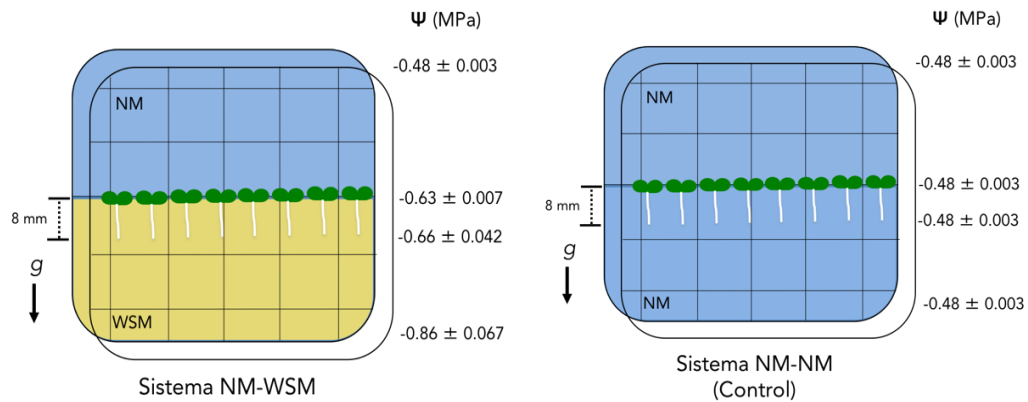 Ψ (MPa)
-0.48 ± 0.003
NM
-0.63 ± 0.007
8 mm
-0.66 ± 0.042
g
WSM
-0.86 ± 0.067
Sistema NM-WSM
Ψ (MPa)
-0.48 ± 0.003
NM
-0.48 ± 0.003
8 mm
-0.48 ± 0.003
g
NM
-0.48 ± 0.003
Sistema NM-NM
(Control)